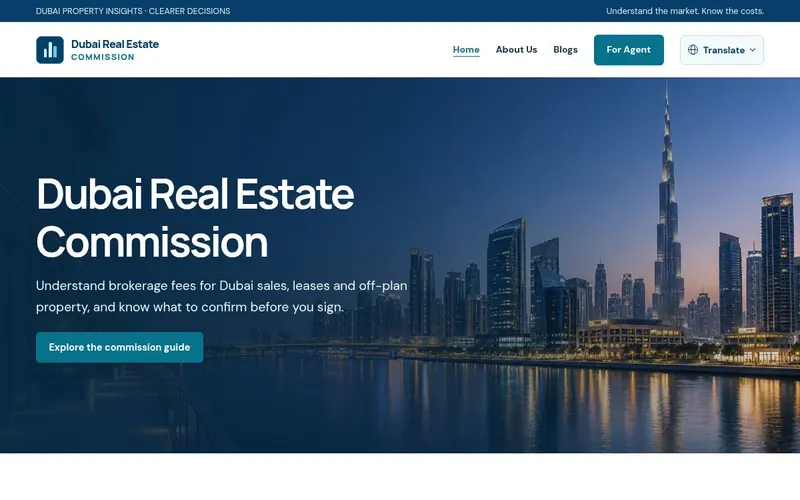 DUBAI PROPERTY INSIGHTS · CLEARER DECISIONS
Understand the market. Know the costs.
Dubai Real Estate
COMMISSION
Home
About Us
Blogs
For Agent
Translate
Dubai Real Estate
Commission
Understand brokerage fees for Dubai sales, leases and off-plan
property, and know what to confirm before you sign.
Explore the commission guide